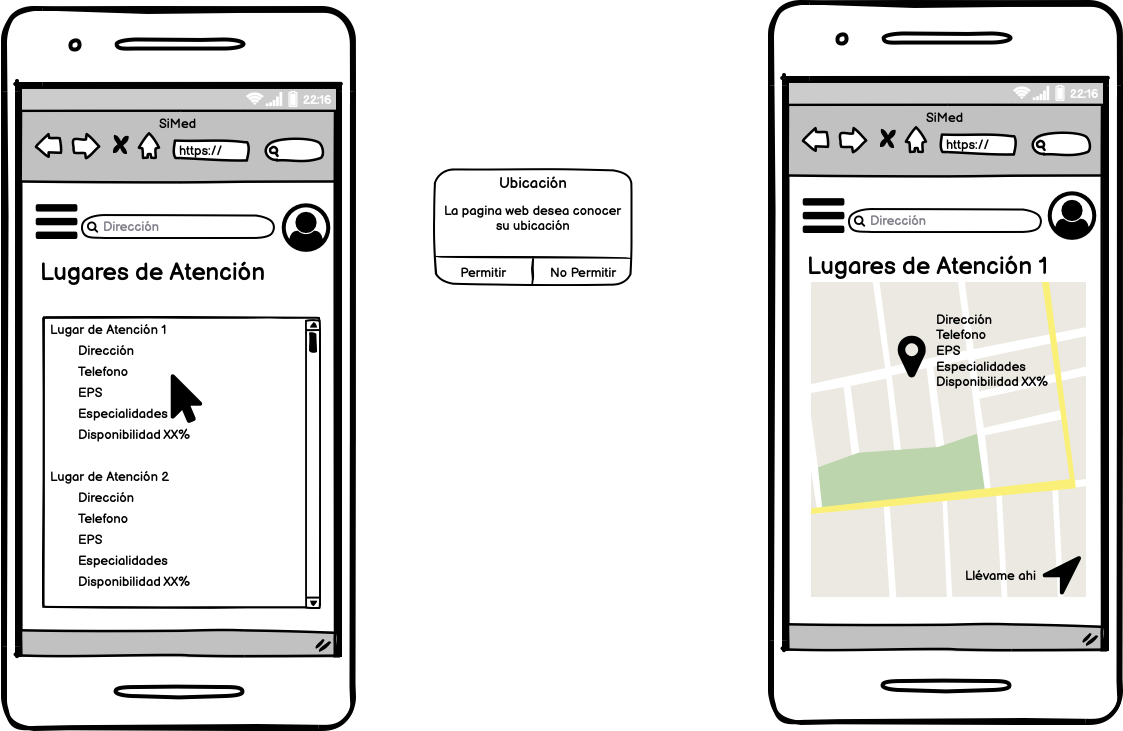 22:16
SiMed
https://
Dirección
Lugares de Atención
Lugar de Atención 1
Dirección
Telefono
EPS
Especialidades
Disponibilidad XX%
Lugar de Atención 2
Dirección
Telefono
EPS
Especialidades
Disponibilidad XX%
Ubicación
La pagina web desea conocer
su ubicación
Permitir
No Permitir
22:16
SiMed
https://
Dirección
Lugares de Atención 1
Dirección
Telefono
EPS
Especialidades
Disponibilidad XX%
Llévame ahi